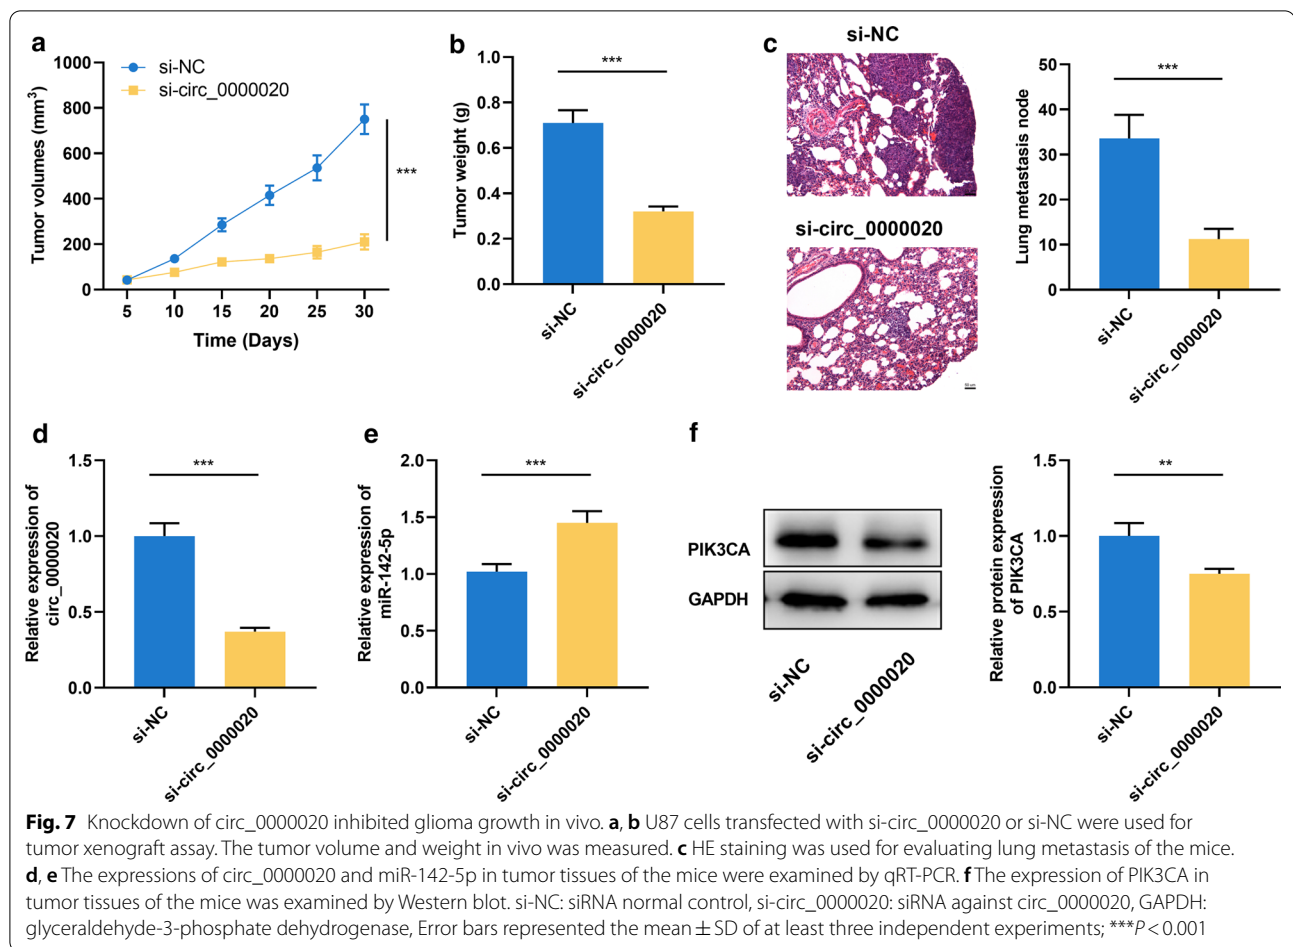 a
si-NC
si-circ_0000020
Tumor volumes (mm³)
1000
800
600
400
200
0
5 10 15 20 25 30
Time (Days)
***
b
Tumor weight (g)
1.0
0.8
0.6
0.4
0.2
0.0
***
si-NC
si-circ_0000020
c
si-NC
si-circ_0000020
50 um
Lung metastasis node
50
40
30
20
10
0
***
si-NC
si-circ_0000020
d
Relative expression of
circ_0000020
1.5
1.0
0.5
0.0
***
si-NC
si-circ_0000020
e
Relative expression of
miR-142-5p
2.0
1.5
1.0
0.5
0.0
***
si-NC
si-circ_0000020
f
PIK3CA
GAPDH
si-NC
si-circ_0000020
Relative protein expression
of PIK3CA
1.5
1.0
0.5
0.0
**
si-NC
si-circ_0000020
Fig. 7 Knockdown of circ_0000020 inhibited glioma growth in vivo. a, b U87 cells transfected with si-circ_0000020 or si-NC were used for
tumor xenograft assay. The tumor volume and weight in vivo was measured. c HE staining was used for evaluating lung metastasis of the mice.
d, e The expressions of circ_0000020 and miR-142-5p in tumor tissues of the mice were examined by qRT-PCR. f The expression of PIK3CA in
tumor tissues of the mice was examined by Western blot. si-NC: siRNA normal control, si-circ_0000020: siRNA against circ_0000020, GAPDH:
glyceraldehyde-3-phosphate dehydrogenase, Error bars represented the mean ± SD of at least three independent experiments; ***P < 0.001